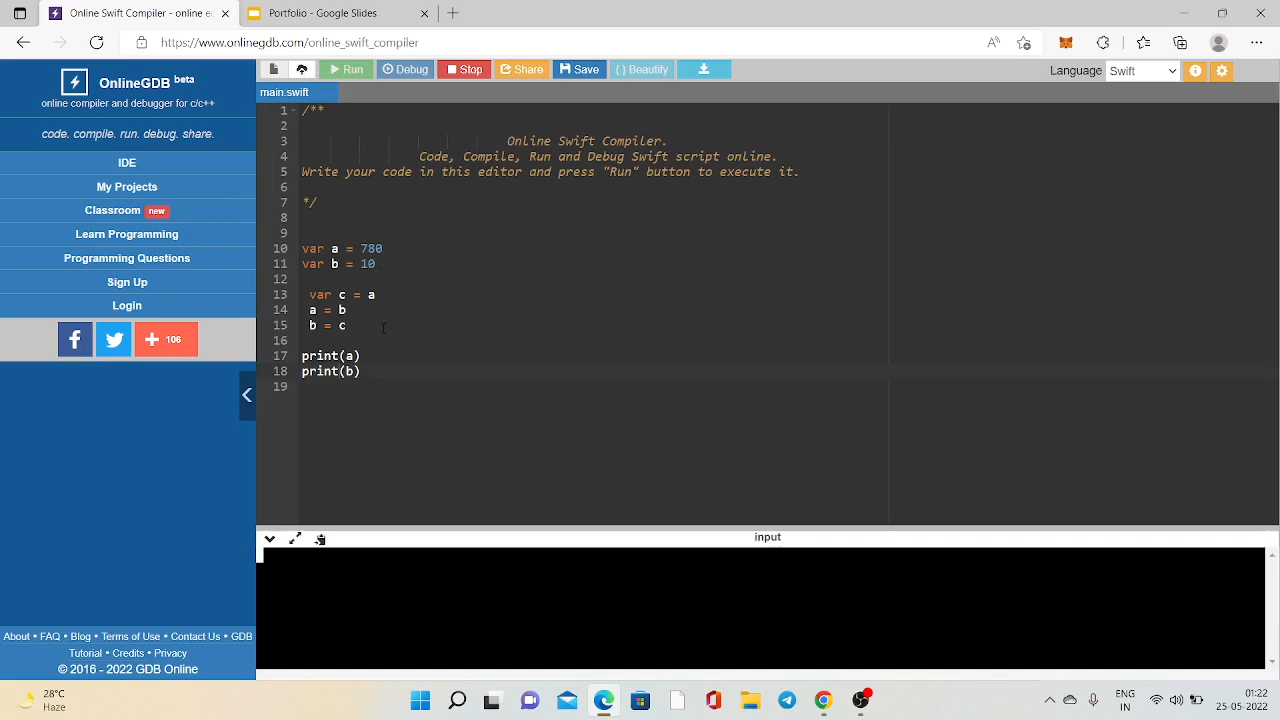 Online Swift Compiler - online ec
Portfolio - Google Slides
https://www.onlinegdb.com/online_swift_compiler
OnlineGDB beta
online compiler and debugger for c/c++
code. compile. run. debug. share.
IDE
My Projects
Classroom new
Learn Programming
Programming Questions
Sign Up
Login
f
+ 106
About • FAQ • Blog • Terms of Use • Contact Us • GDB
Tutorial • Credits • Privacy
© 2016 - 2022 GDB Online
Run
Debug
Stop
Share
Save
{ } Beautify
Language Swift
main.swift
1 /**
2
3 Online Swift Compiler.
4 Code, Compile, Run and Debug Swift script online.
5 Write your code in this editor and press "Run" button to execute it.
6
7 */
8
9
10 var a = 780
11 var b = 10
12
13 var c = a
14 a = b
15 b = c
16
17 print(a)
18 print(b)
19
input
28°C
Haze
ENG
IN
01:22
25-05-2022